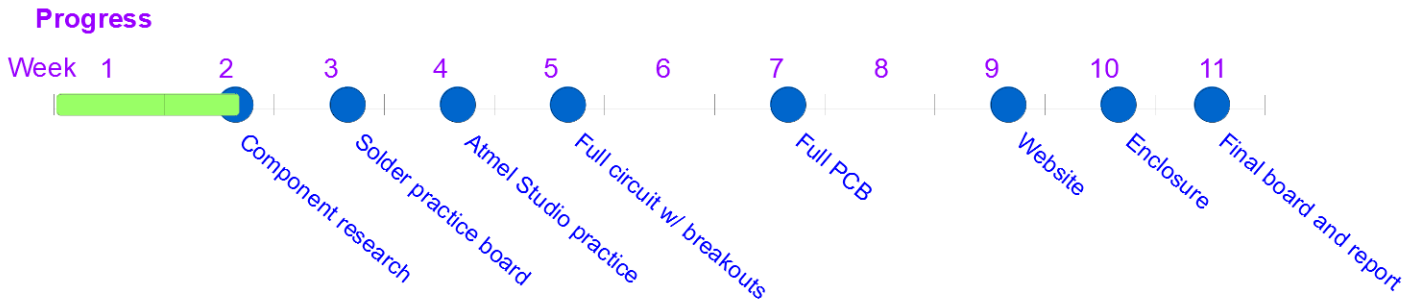 Progress
Week 1 2 3 4 5 6 7 8 9 10 11
Component research
Solder practice board
Atmel Studio practice
Full circuit w/ breakouts
Full PCB
Website
Enclosure
Final board and report